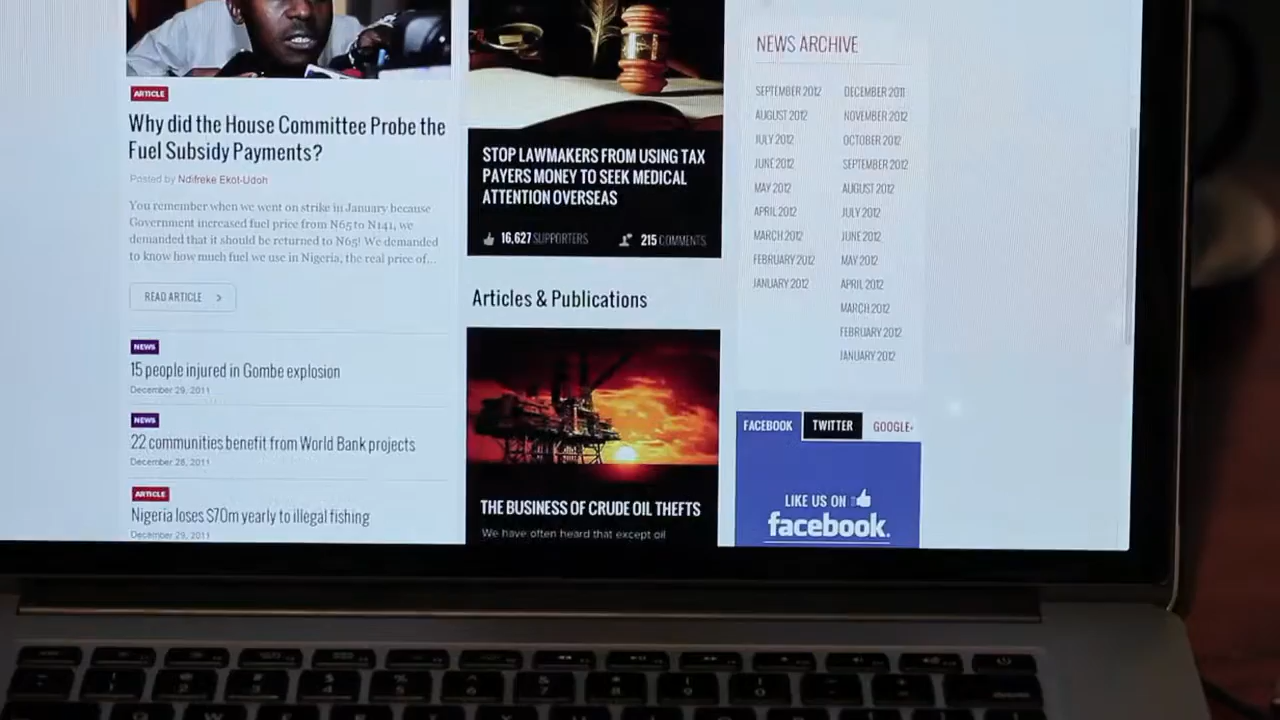 ARTICLE
Why did the House Committee Probe the
Fuel Subsidy Payments?
Posted by Ndifreke Ekot-Udoh
You remember when we went on strike in January because
Government increased fuel price from N65 to N141, we
demanded that it should be returned to N65! We demanded
to know how much fuel we use in Nigeria, the real price of...
READ ARTICLE >
NEWS
15 people injured in Gombe explosion
December 29, 2011
NEWS
22 communities benefit from World Bank projects
December 28, 2011
ARTICLE
Nigeria loses $70m yearly to illegal fishing
December 29, 2011
STOP LAWMAKERS FROM USING TAX
PAYERS MONEY TO SEEK MEDICAL
ATTENTION OVERSEAS
16,627 SUPPORTERS
215 COMMENTS
Articles & Publications
THE BUSINESS OF CRUDE OIL THEFTS
We have often heard that except oil
NEWS ARCHIVE
SEPTEMBER 2012
AUGUST 2012
JULY 2012
JUNE 2012
MAY 2012
APRIL 2012
MARCH 2012
FEBRUARY 2012
JANUARY 2012
DECEMBER 2011
NOVEMBER 2012
OCTOBER 2012
SEPTEMBER 2012
AUGUST 2012
JULY 2012
JUNE 2012
MAY 2012
APRIL 2012
MARCH 2012
FEBRUARY 2012
JANUARY 2012
FACEBOOK
TWITTER
GOOGLE+
LIKE US ON
facebook.